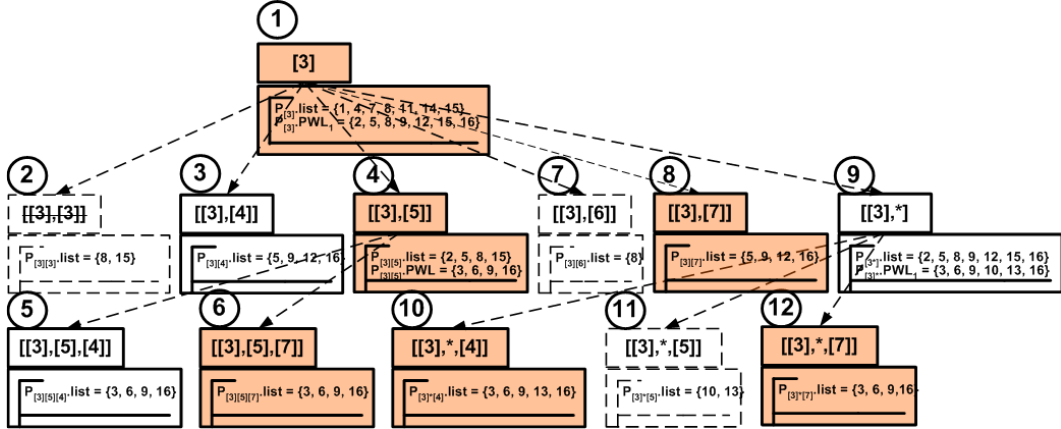 1
[3]
P[3].list = {1, 4, 7, 8, 11, 14, 15}
P[3].PWL1 = {2, 5, 8, 9, 12, 15, 16}
2
[[3],[3]]
P[3][3].list = {8, 15}
3
[[3],[4]]
P[3][4].list = {5, 9, 12, 16}
4
[[3],[5]]
P[3][5].list = {2, 5, 8, 15}
P[3][5].PWL = {3, 6, 9, 16}
7
[[3],[6]]
P[3][6].list = {8}
8
[[3],[7]]
P[3][7].list = {5, 9, 12, 16}
9
[[3],*]
P[3*].list = {2, 5, 8, 9, 12, 15, 16}
P[3]*.PWL1 = {3, 6, 9, 10, 13, 16}
5
[[3],[5],[4]]
P[3][5][4].list = {3, 6, 9, 16}
6
[[3],[5],[7]]
P[3][5][7].list = {3, 6, 9, 16}
10
[[3],*,[4]]
P[3]*[4].list = {3, 6, 9, 13, 16}
11
[[3],*,[5]]
P[3]*[5].list = {10, 13}
12
[[3],*,[7]]
P[3]*[7].list = {3, 6, 9,16}